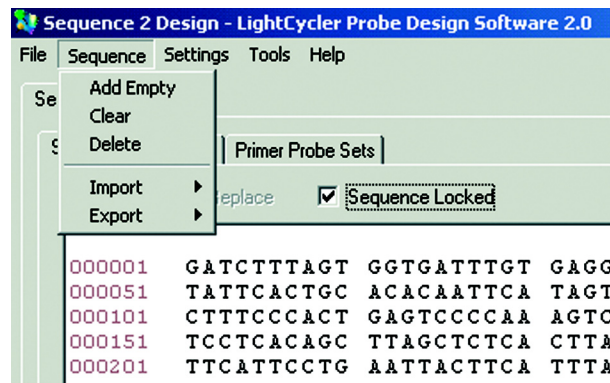 Sequence 2 Design - LightCycler Probe Design Software 2.0
File Sequence Settings Tools Help
Add Empty
Clear
Delete
Import
Export
Primer Probe Sets
Sequence Locked
000001 GATCTTTAGT GGTGATTTGT GAGG
000051 TATTCACTGC ACACAATTCA TAGT
000101 CTTTCCCACT GAGTCCCCAA AGTC
000151 TCCTCACAGC TTAGCTCTCA CTTA
000201 TTCATTCCTG AATTACTTCA TTTA